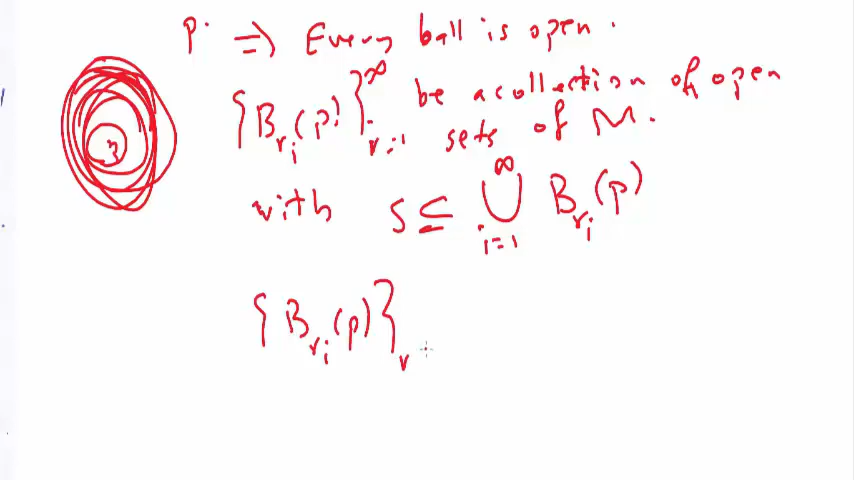 p. ⇒ Every ball is open.
{B_{r_i}(p)}_{r=1}^∞ be a collection of open
sets of M.
with S ⊆ ⋃_{i=1}^∞ B_{r_i}(p)
{B_{r_i}(p)}_r